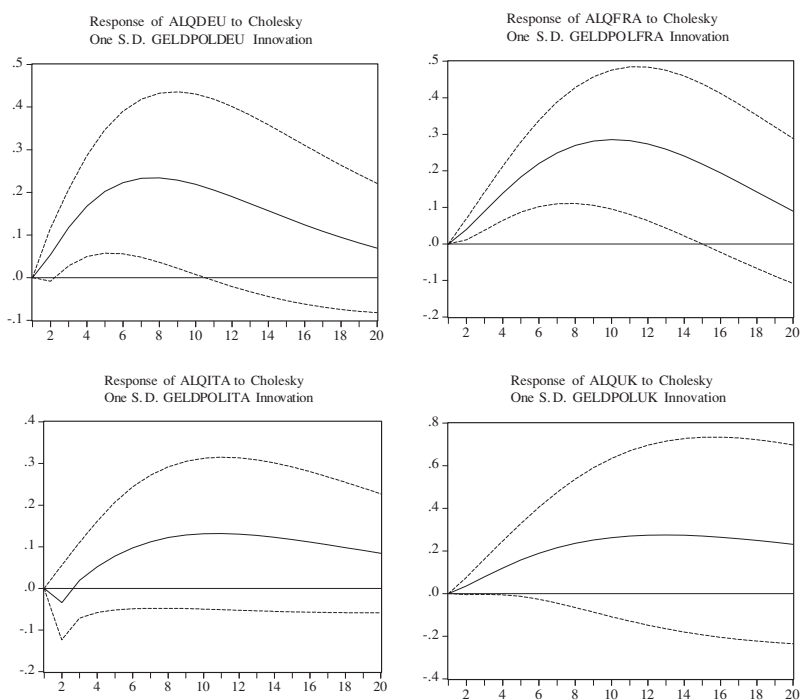 Response of ALQDEU to Cholesky
One S.D. GELDPOLDEU Innovation
.5
.4
.3
.2
.1
.0
-.1
2 4 6 8 10 12 14 16 18 20
Response of ALQFRA to Cholesky
One S.D. GELDPOLFRA Innovation
.5
.4
.3
.2
.1
.0
-.1
-.2
2 4 6 8 10 12 14 16 18 20
Response of ALQITA to Cholesky
One S.D. GELDPOLITA Innovation
.4
.3
.2
.1
.0
-.1
-.2
2 4 6 8 10 12 14 16 18 20
Response of ALQUK to Cholesky
One S.D. GELDPOLUK Innovation
.8
.6
.4
.2
.0
-.2
-.4
2 4 6 8 10 12 14 16 18 20